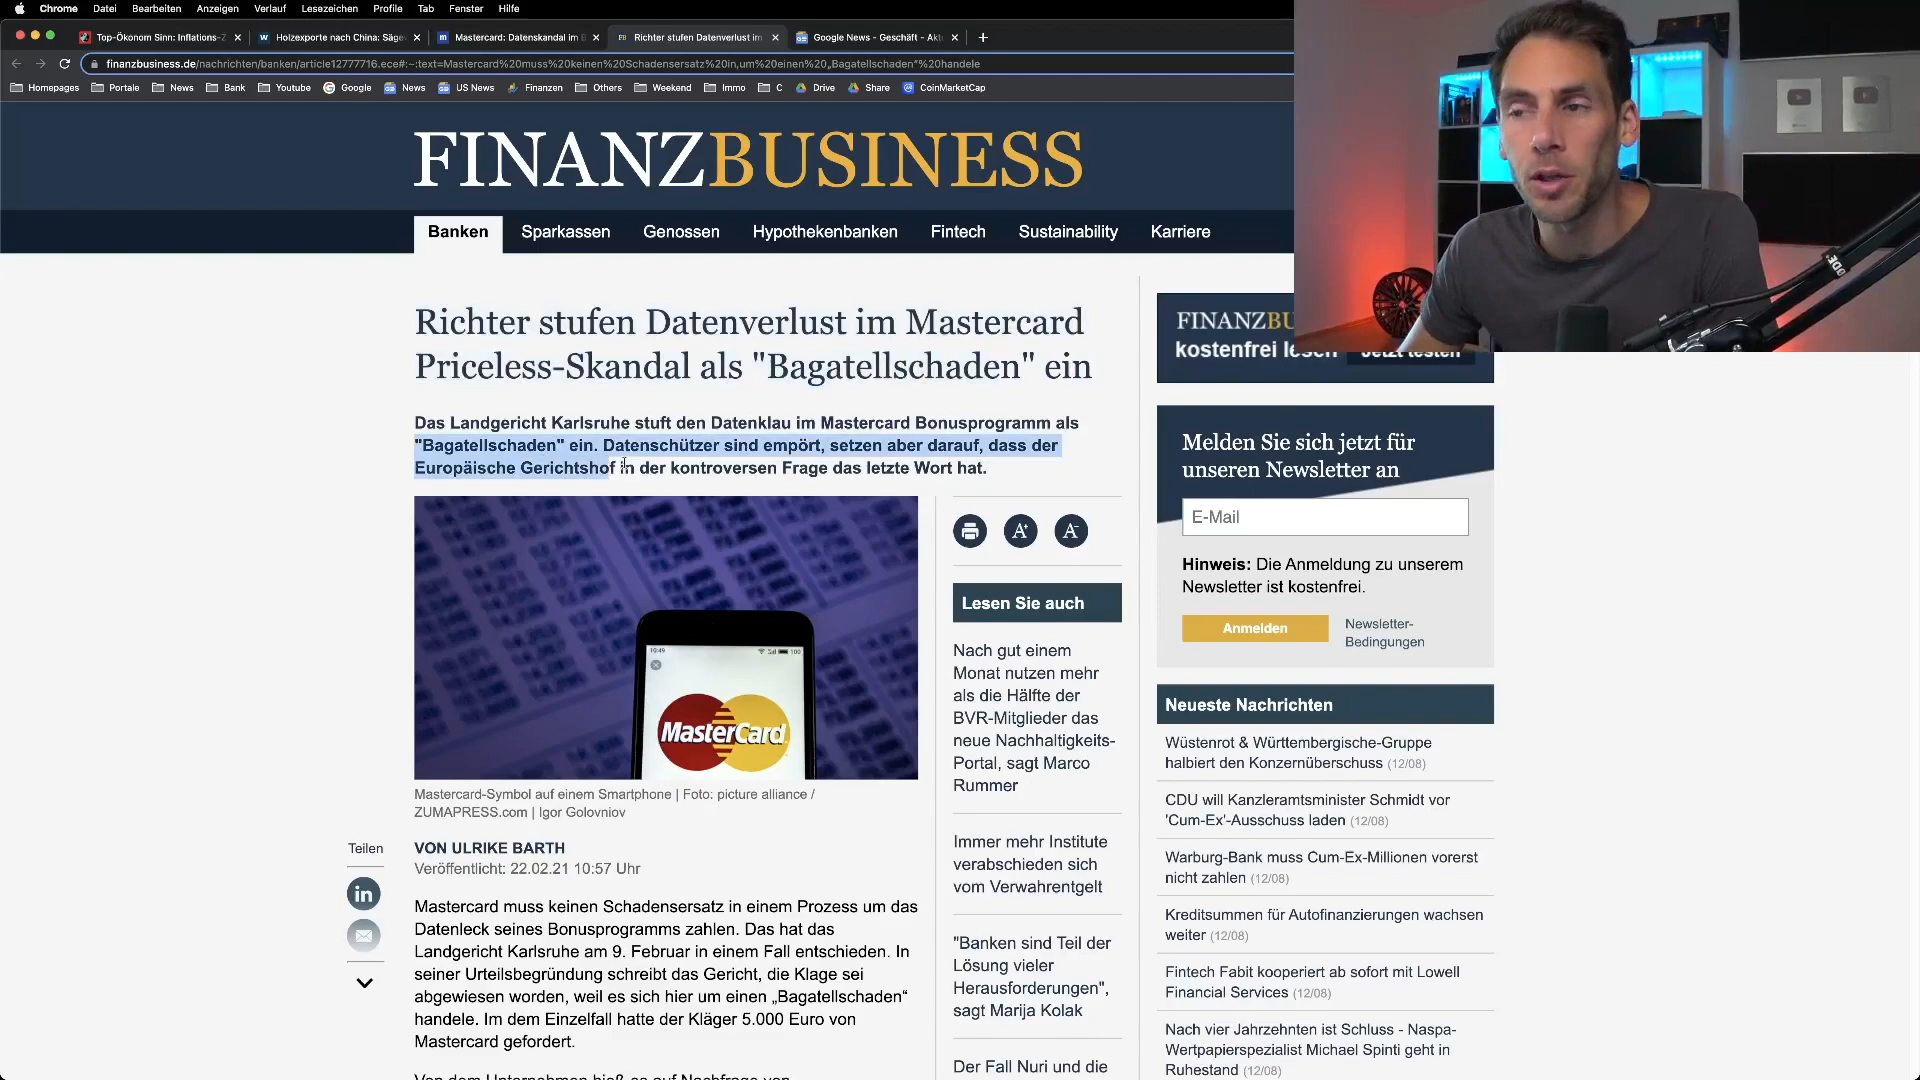 Chrome Datei Bearbeiten Anzeigen Verlauf Lesezeichen Profile Tab Fenster Hilfe
Top-Ökonom Sinn: Inflations-Z
Holzexporte nach China: Säge
Mastercard: Datenskandal im
Richter stufen Datenverlust im
Google News - Geschäft - Akt
finanzbusiness.de/nachrichten/banken/article12777716.ece#:~:text=Mastercard%20muss%20keinen%20Schadensersatz%20in,um%20einen%20„Bagatellschaden“%20handele
Homepages Portale News Bank Youtube Google News US News Finanzen Others Weekend Immo C Drive Share CoinMarketCap
FINANZBUSINESS
Banken Sparkassen Genossen Hypothekenbanken Fintech Sustainability Karriere
Richter stufen Datenverlust im Mastercard
Priceless-Skandal als "Bagatellschaden" ein
Das Landgericht Karlsruhe stuft den Datenklau im Mastercard Bonusprogramm als
"Bagatellschaden" ein. Datenschützer sind empört, setzen aber darauf, dass der
Europäische Gerichtshof in der kontroversen Frage das letzte Wort hat.
10:49
100
MasterCard
Mastercard-Symbol auf einem Smartphone | Foto: picture alliance /
ZUMAPRESS.com | Igor Golovniov
Teilen
VON ULRIKE BARTH
Veröffentlicht: 22.02.21 10:57 Uhr
Mastercard muss keinen Schadensersatz in einem Prozess um das
Datenleck seines Bonusprogramms zahlen. Das hat das
Landgericht Karlsruhe am 9. Februar in einem Fall entschieden. In
seiner Urteilsbegründung schreibt das Gericht, die Klage sei
abgewiesen worden, weil es sich hier um einen „Bagatellschaden“
handele. Im dem Einzelfall hatte der Kläger 5.000 Euro von
Mastercard gefordert.
A+ A-
Lesen Sie auch
Nach gut einem
Monat nutzen mehr
als die Hälfte der
BVR-Mitglieder das
neue Nachhaltigkeits-
Portal, sagt Marco
Rummer
Immer mehr Institute
verabschieden sich
vom Verwahrentgelt
"Banken sind Teil der
Lösung vieler
Herausforderungen",
sagt Marija Kolak
Der Fall Nuri und die
FINANZBU
kostenfrei lesen
Jetzt testen
Melden Sie sich jetzt für
unseren Newsletter an
E-Mail
Hinweis: Die Anmeldung zu unserem
Newsletter ist kostenfrei.
Anmelden
Newsletter-
Bedingungen
Neueste Nachrichten
Wüstenrot & Württembergische-Gruppe
halbiert den Konzernüberschuss (12/08)
CDU will Kanzleramtsminister Schmidt vor
'Cum-Ex'-Ausschuss laden (12/08)
Warburg-Bank muss Cum-Ex-Millionen vorerst
nicht zahlen (12/08)
Kreditsummen für Autofinanzierungen wachsen
weiter (12/08)
Fintech Fabit kooperiert ab sofort mit Lowell
Financial Services (12/08)
Nach vier Jahrzehnten ist Schluss - Naspa-
Wertpapierspezialist Michael Spinti geht in
Ruhestand (12/08)